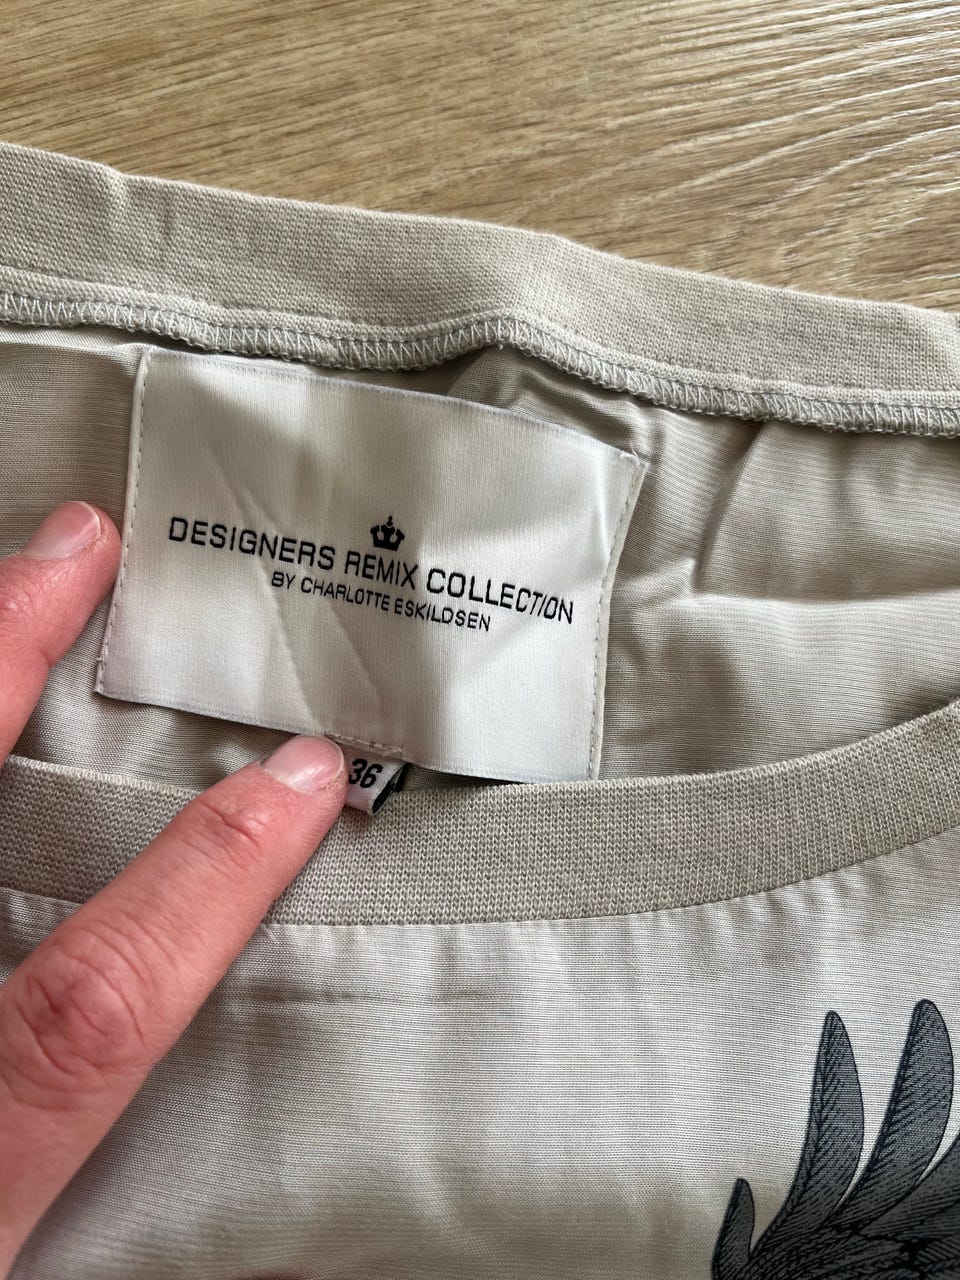 DESIGNERS REMIX COLLECTION
BY CHARLOTTE ESKILDSEN
36